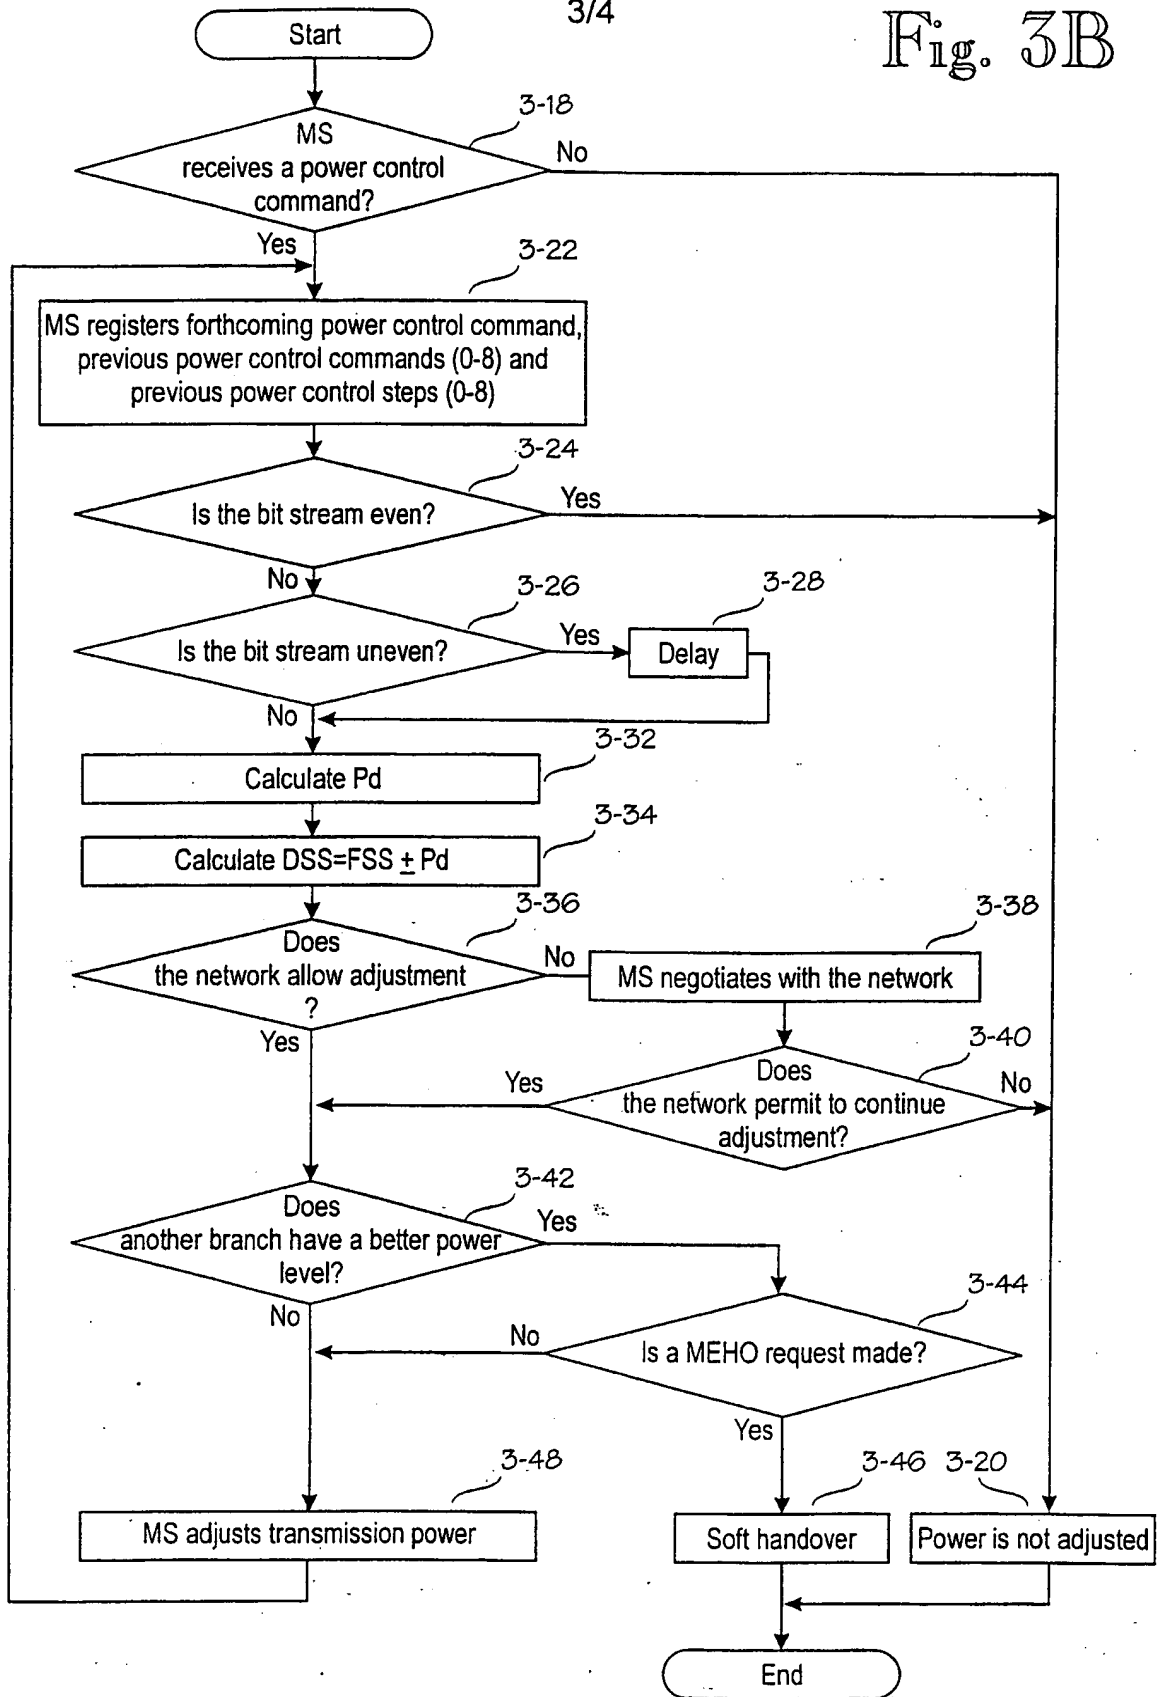 3/4
Fig. 3B
Start
3-18
MS
receives a power control
command?
No
Yes
3-22
MS registers forthcoming power control command,
previous power control commands (0-8) and
previous power control steps (0-8)
3-24
Is the bit stream even?
Yes
No
3-26
3-28
Is the bit stream uneven?
Yes
Delay
No
3-32
Calculate Pd
3-34
Calculate DSS=FSS ± Pd
3-36
3-38
Does
the network allow adjustment
?
No
MS negotiates with the network
Yes
3-40
Yes
Does
the network permit to continue
adjustment?
No
3-42
Does
another branch have a better power
level?
Yes
3-44
No
No
Is a MEHO request made?
Yes
3-48
3-46
3-20
MS adjusts transmission power
Soft handover
Power is not adjusted
End